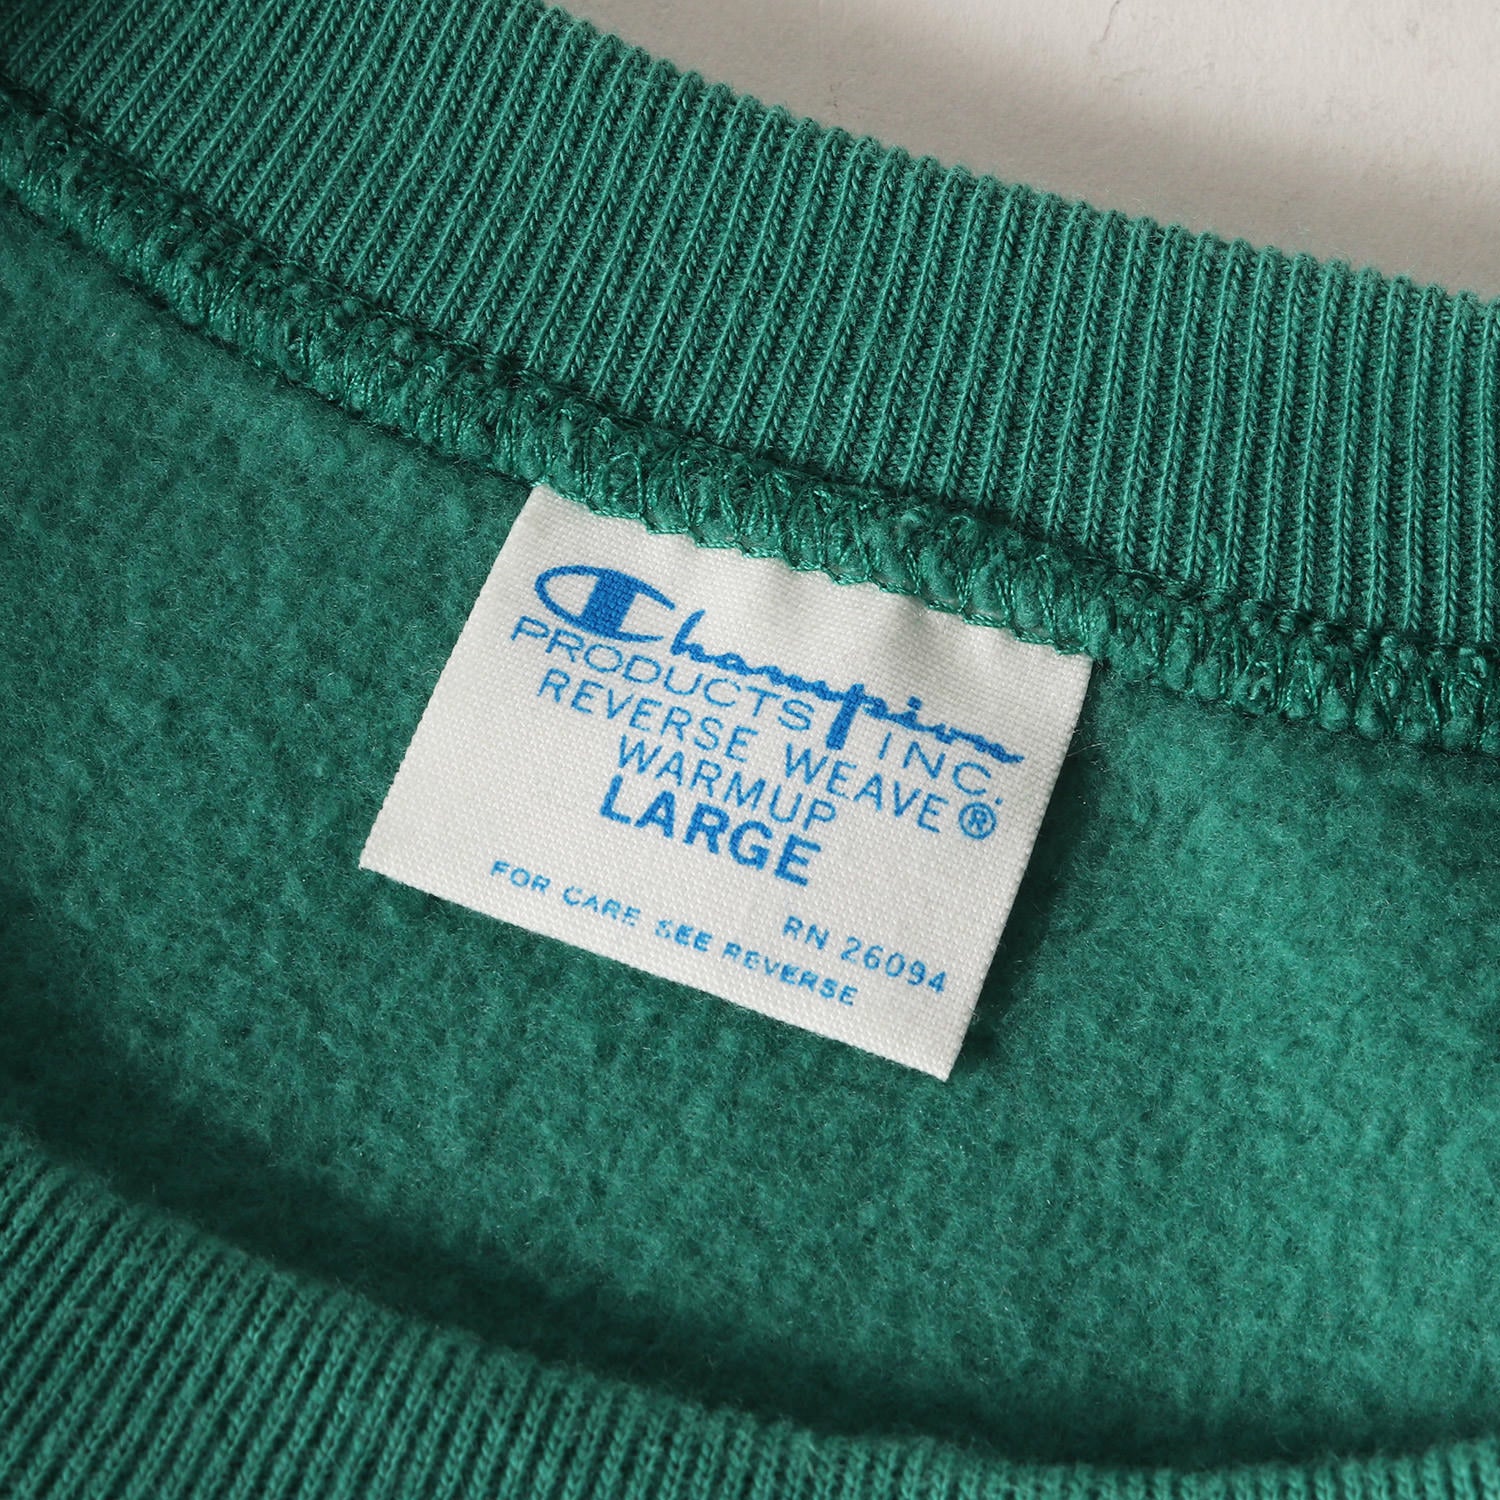 Champion
PRODUCTS INC.
REVERSE WEAVE®
WARMUP
LARGE
RN 26094
FOR CARE SEE REVERSE